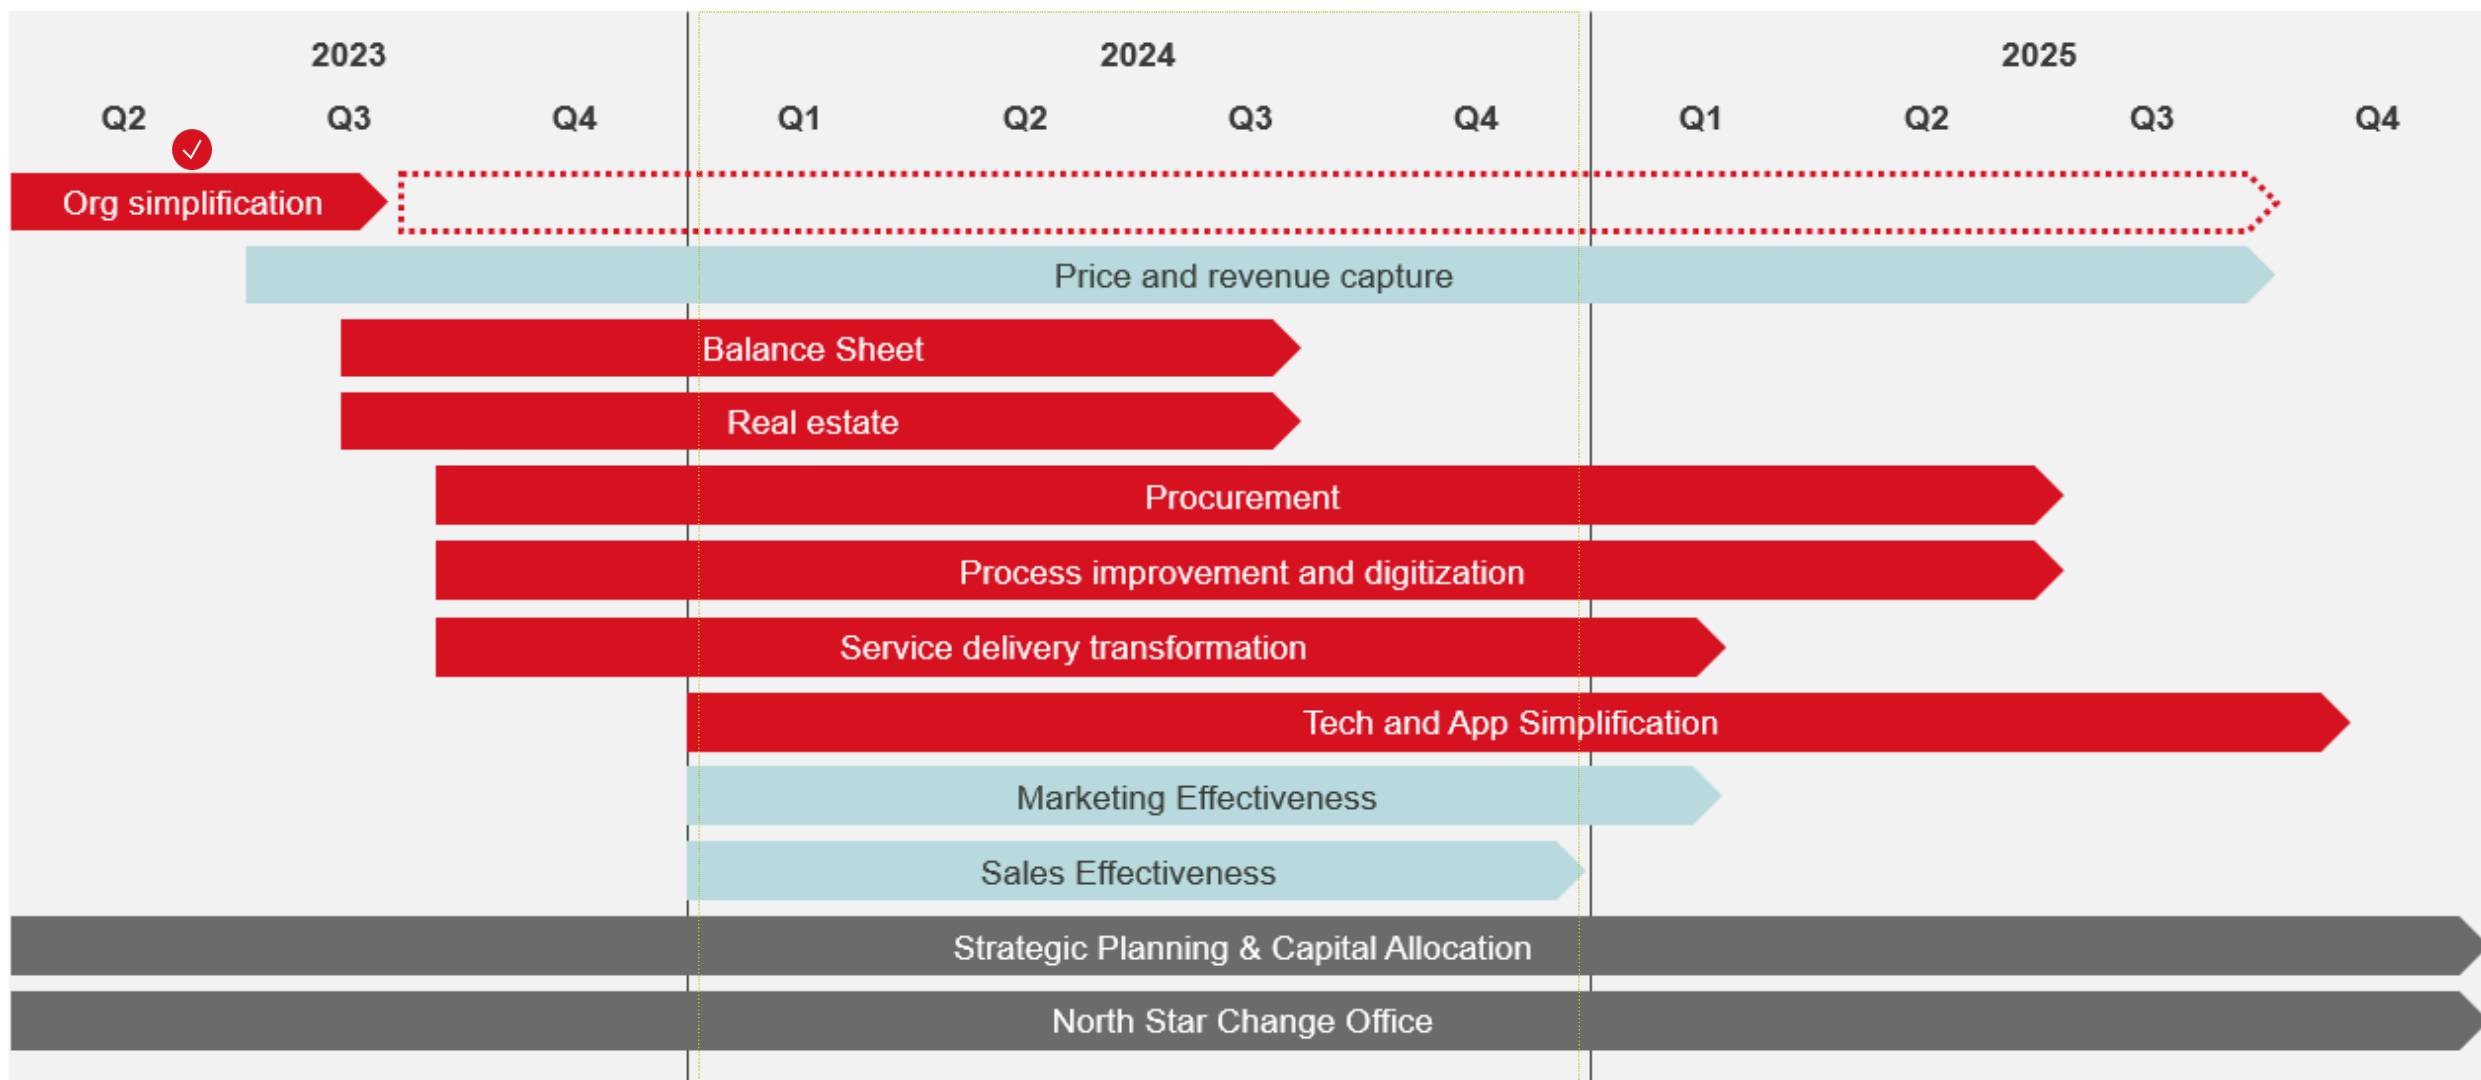 2023 2024 2025
Q2 Q3 Q4 Q1 Q2 Q3 Q4 Q1 Q2 Q3 Q4
Org simplification
Price and revenue capture
Balance Sheet
Real estate
Procurement
Process improvement and digitization
Service delivery transformation
Tech and App Simplification
Marketing Effectiveness
Sales Effectiveness
Strategic Planning & Capital Allocation
North Star Change Office